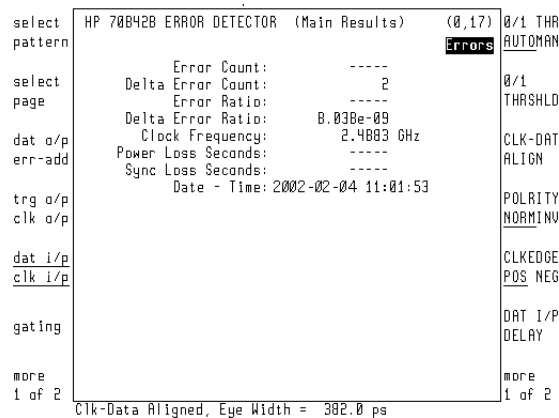 select pattern
select page
dat o/p err-add
trg o/p clk o/p
dat i/p clk i/p
gating
more 1 of 2
HP 70842B ERROR DETECTOR (Main Results) (0,17)
Errors
Error Count: -----
Delta Error Count: 2
Error Ratio: -----
Delta Error Ratio: 8.038e-09
Clock Frequency: 2.4883 GHz
Power Loss Seconds: -----
Sync Loss Seconds: -----
Date - Time: 2002-02-04 11:01:53
Clk-Data Aligned, Eye Width = 382.0 ps
0/1 THR AUTOMAN
0/1 THRSHLD
CLK-DAT ALIGN
POLRITY NORMINV
CLKEDGE POS NEG
DAT I/P DELAY
more 1 of 2